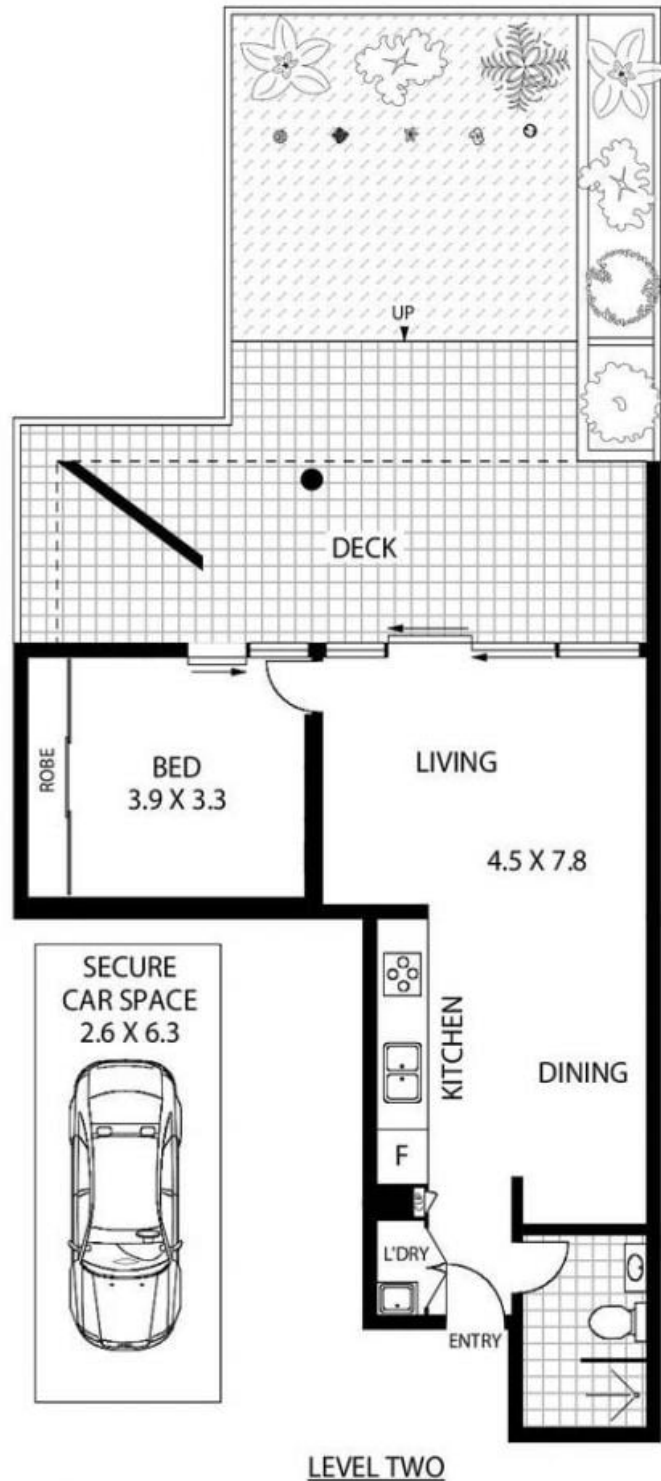 UP
DECK
ROBE
BED
3.9 X 3.3
LIVING
4.5 X 7.8
SECURE
CAR SPACE
2.6 X 6.3
KITCHEN
DINING
F
CUP
L'DRY
ENTRY
LEVEL TWO